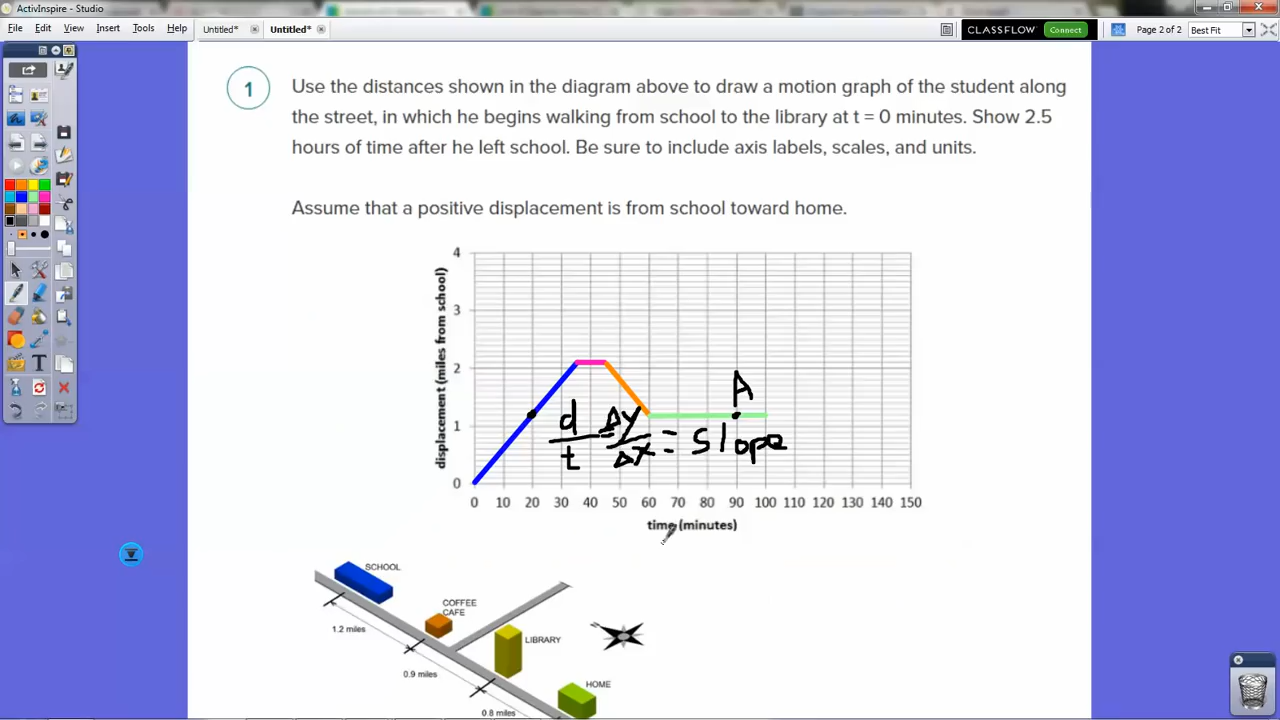 ActivInspire - Studio
File Edit View Insert Tools Help
Untitled* Untitled*
CLASSFLOW Connect
Page 2 of 2 Best Fit
1
Use the distances shown in the diagram above to draw a motion graph of the student along
the street, in which he begins walking from school to the library at t = 0 minutes. Show 2.5
hours of time after he left school. Be sure to include axis labels, scales, and units.
Assume that a positive displacement is from school toward home.
displacement (miles from school)
4
3
2
1
0
A
d/t = Δy/Δx = slope
0 10 20 30 40 50 60 70 80 90 100 110 120 130 140 150
time (minutes)
SCHOOL
COFFEE
CAFE
1.2 miles
LIBRARY
N
0.9 miles
HOME
0.8 miles
T